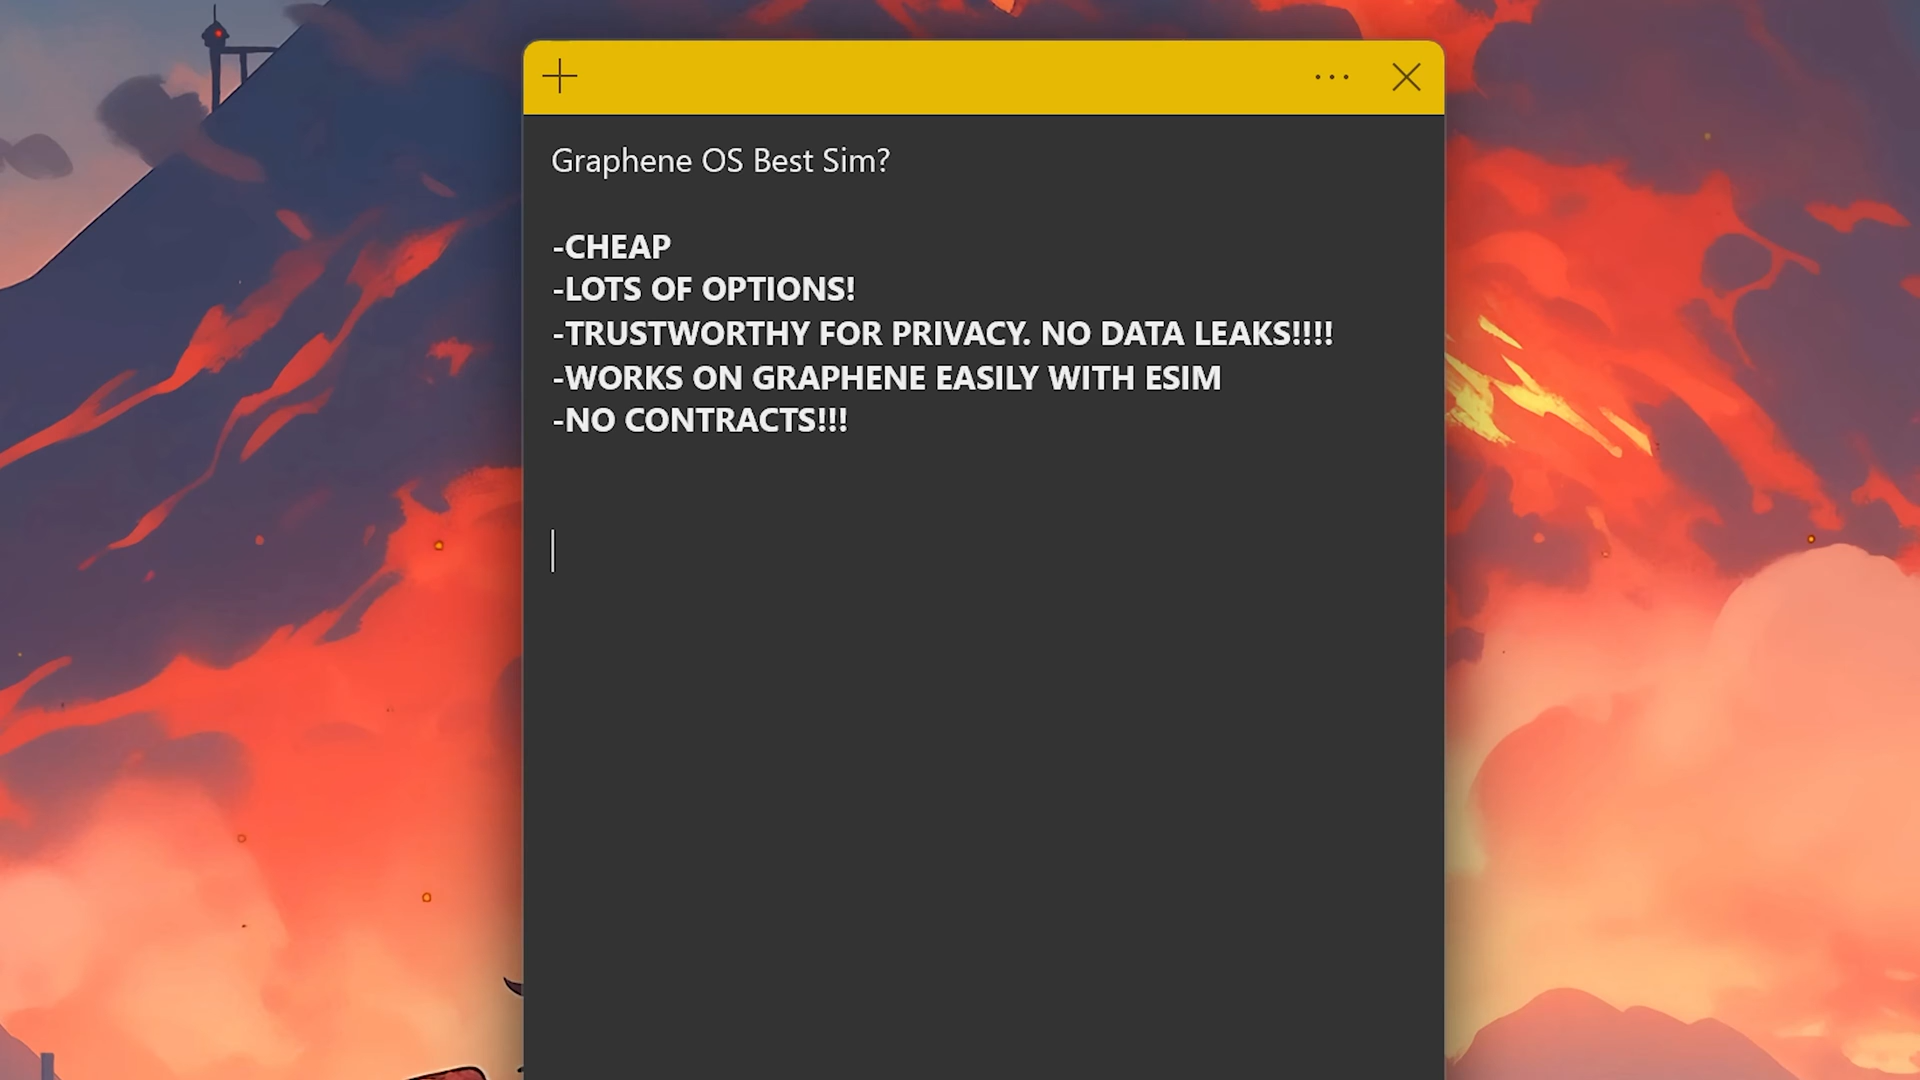 Graphene OS Best Sim?
-CHEAP
-LOTS OF OPTIONS!
-TRUSTWORTHY FOR PRIVACY. NO DATA LEAKS!!!!
-WORKS ON GRAPHENE EASILY WITH ESIM
-NO CONTRACTS!!!